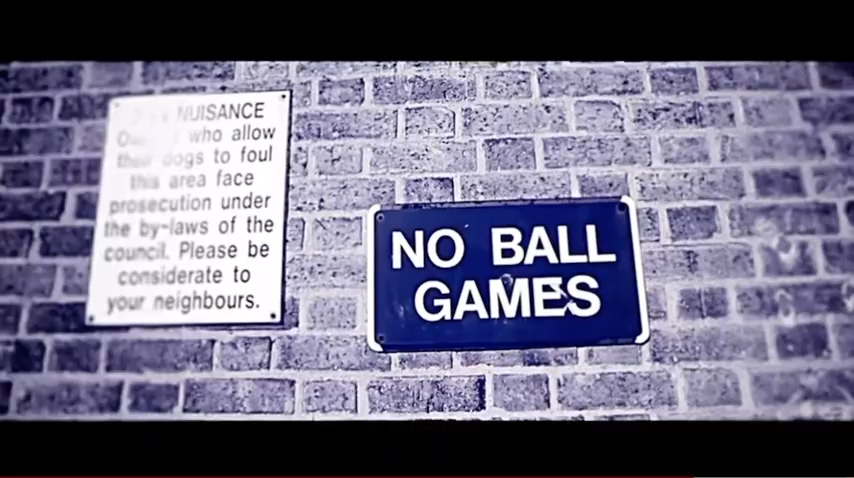 NUISANCE
who allow
their dogs to foul
this area face
prosecution under
the by-laws of the
council. Please be
considerate to
your neighbours.
NO BALL
GAMES